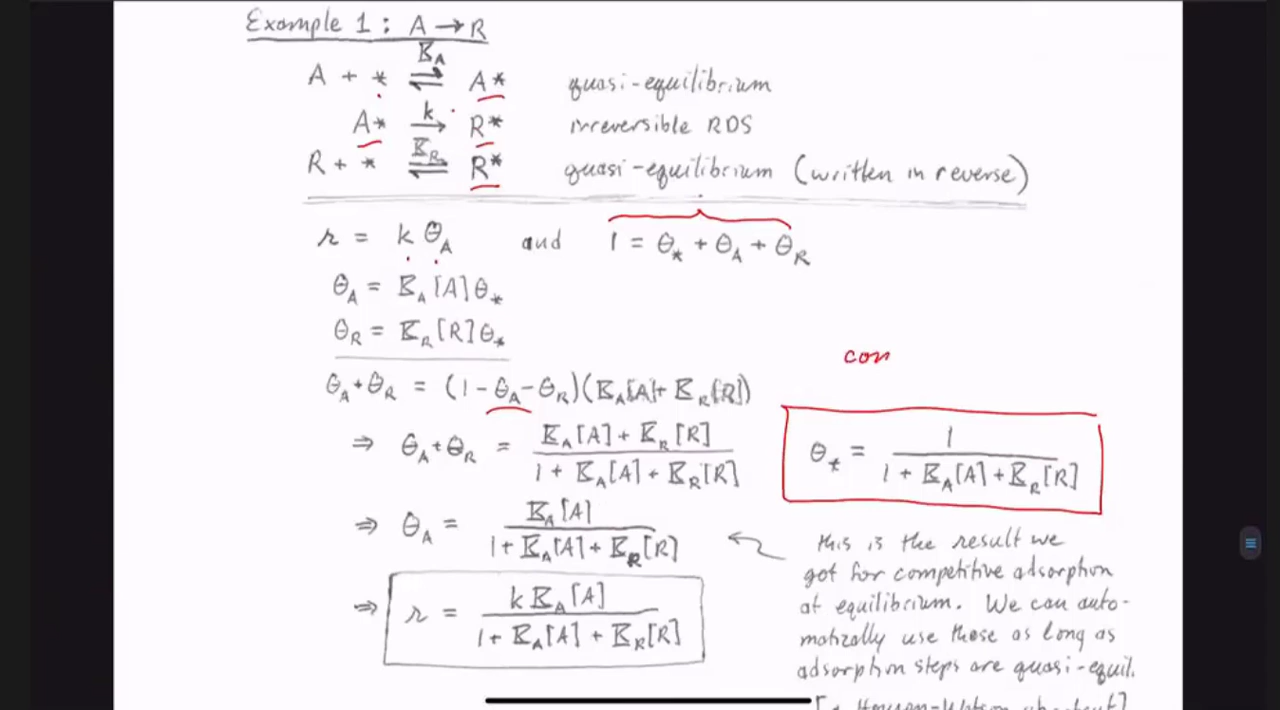 Example 1: A → R
A + * ⇌ A* quasi-equilibrium
K_A
A* → R* irreversible RDS
k
R + * ⇌ R* quasi-equilibrium (written in reverse)
K_R
r = k θ_A and 1 = θ_* + θ_A + θ_R
θ_A = K_A [A] θ_*
θ_R = K_R [R] θ_*
con
θ_A + θ_R = (1 - θ_A - θ_R)(K_A[A] + K_R[R])
⇒ θ_A + θ_R = (K_A[A] + K_R[R]) / (1 + K_A[A] + K_R[R])
θ_* = 1 / (1 + K_A[A] + K_R[R])
⇒ θ_A = K_A[A] / (1 + K_A[A] + K_R[R])
this is the result we
got for competitive adsorption
at equilibrium. We can auto-
matically use these as long as
adsorption steps are quasi-equil.
⇒ r = k K_A[A] / (1 + K_A[A] + K_R[R])